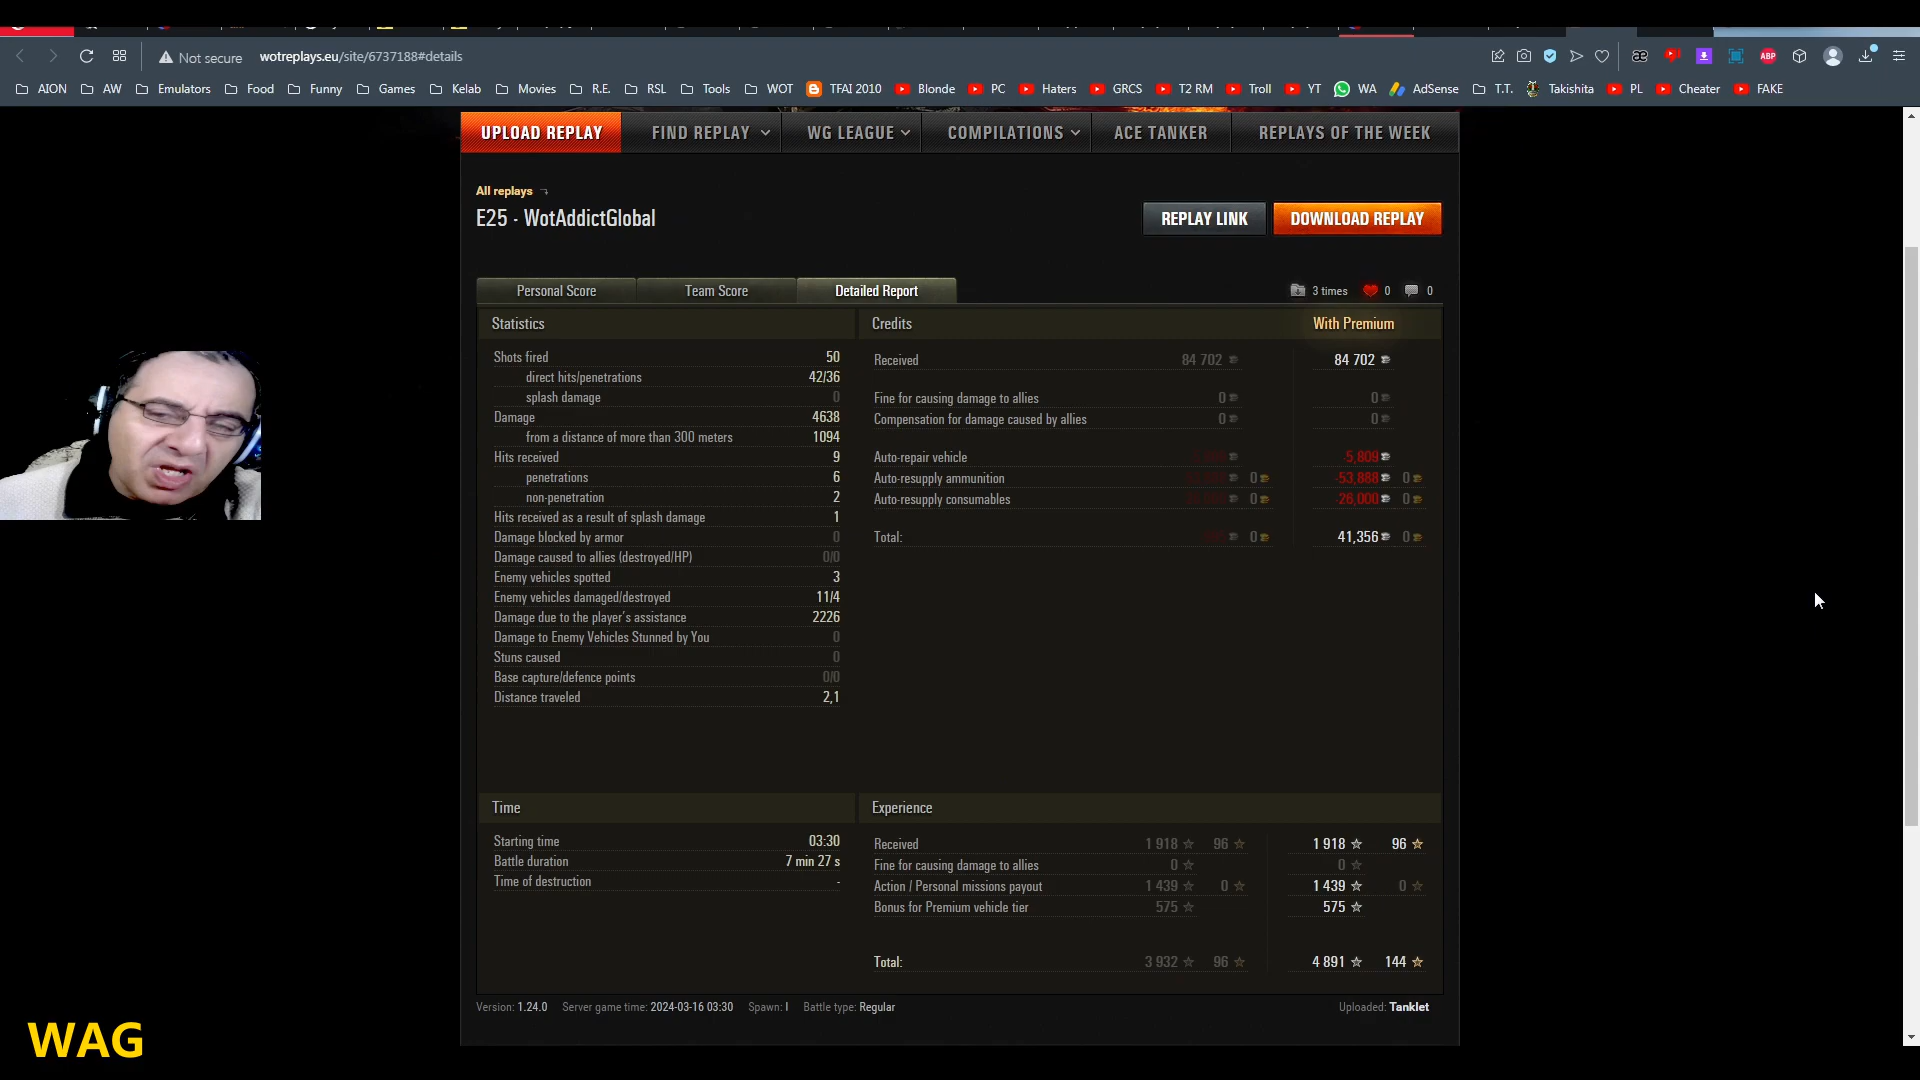 Not secure wotreplays.eu/site/6737188#details
AION AW Emulators Food Funny Games Kelab Movies R.E. RSL Tools WOT TFAI 2010 Blonde PC Haters GRCS T2 RM Troll YT WA AdSense T.T. Takishita PL Cheater FAKE
UPLOAD REPLAY FIND REPLAY WG LEAGUE COMPILATIONS ACE TANKER REPLAYS OF THE WEEK
All replays
E25 - WotAddictGlobal
REPLAY LINK DOWNLOAD REPLAY
Personal Score Team Score Detailed Report 3 times 0 0
Statistics
Shots fired 50
direct hits/penetrations 42/36
splash damage 0
Damage 4638
from a distance of more than 300 meters 1094
Hits received 9
penetrations 6
non-penetration 2
Hits received as a result of splash damage 1
Damage blocked by armor 0
Damage caused to allies (destroyed/HP) 0/0
Enemy vehicles spotted 3
Enemy vehicles damaged/destroyed 11/4
Damage due to the player's assistance 2226
Damage to Enemy Vehicles Stunned by You 0
Stuns caused 0
Base capture/defence points 0/0
Distance traveled 2,1
Credits With Premium
Received 84 702 84 702
Fine for causing damage to allies 0 0
Compensation for damage caused by allies 0 0
Auto-repair vehicle -5,809
Auto-resupply ammunition 0 -53,888 0
Auto-resupply consumables 0 -26,000 0
Total: 0 41,356 0
Time
Starting time 03:30
Battle duration 7 min 27 s
Time of destruction -
Experience
Received 1 918 96 1 918 96
Fine for causing damage to allies 0 0
Action / Personal missions payout 1 439 0 1 439 0
Bonus for Premium vehicle tier 575 575
Total: 3 932 96 4 891 144
Version: 1.24.0 Server game time: 2024-03-16 03:30 Spawn: I Battle type: Regular Uploaded: Tanklet
WAG
ABP